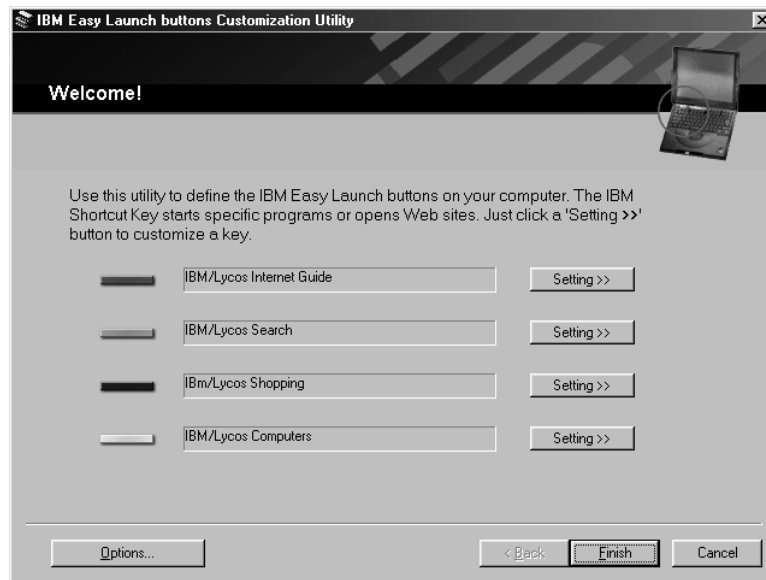 IBM Easy Launch buttons Customization Utility
Welcome!
Use this utility to define the IBM Easy Launch buttons on your computer. The IBM
Shortcut Key starts specific programs or opens Web sites. Just click a 'Setting >>'
button to customize a key.
IBM/Lycos Internet Guide
Setting >>
IBM/Lycos Search
Setting >>
IBm/Lycos Shopping
Setting >>
IBM/Lycos Computers
Setting >>
Options...
< Back
Finish
Cancel